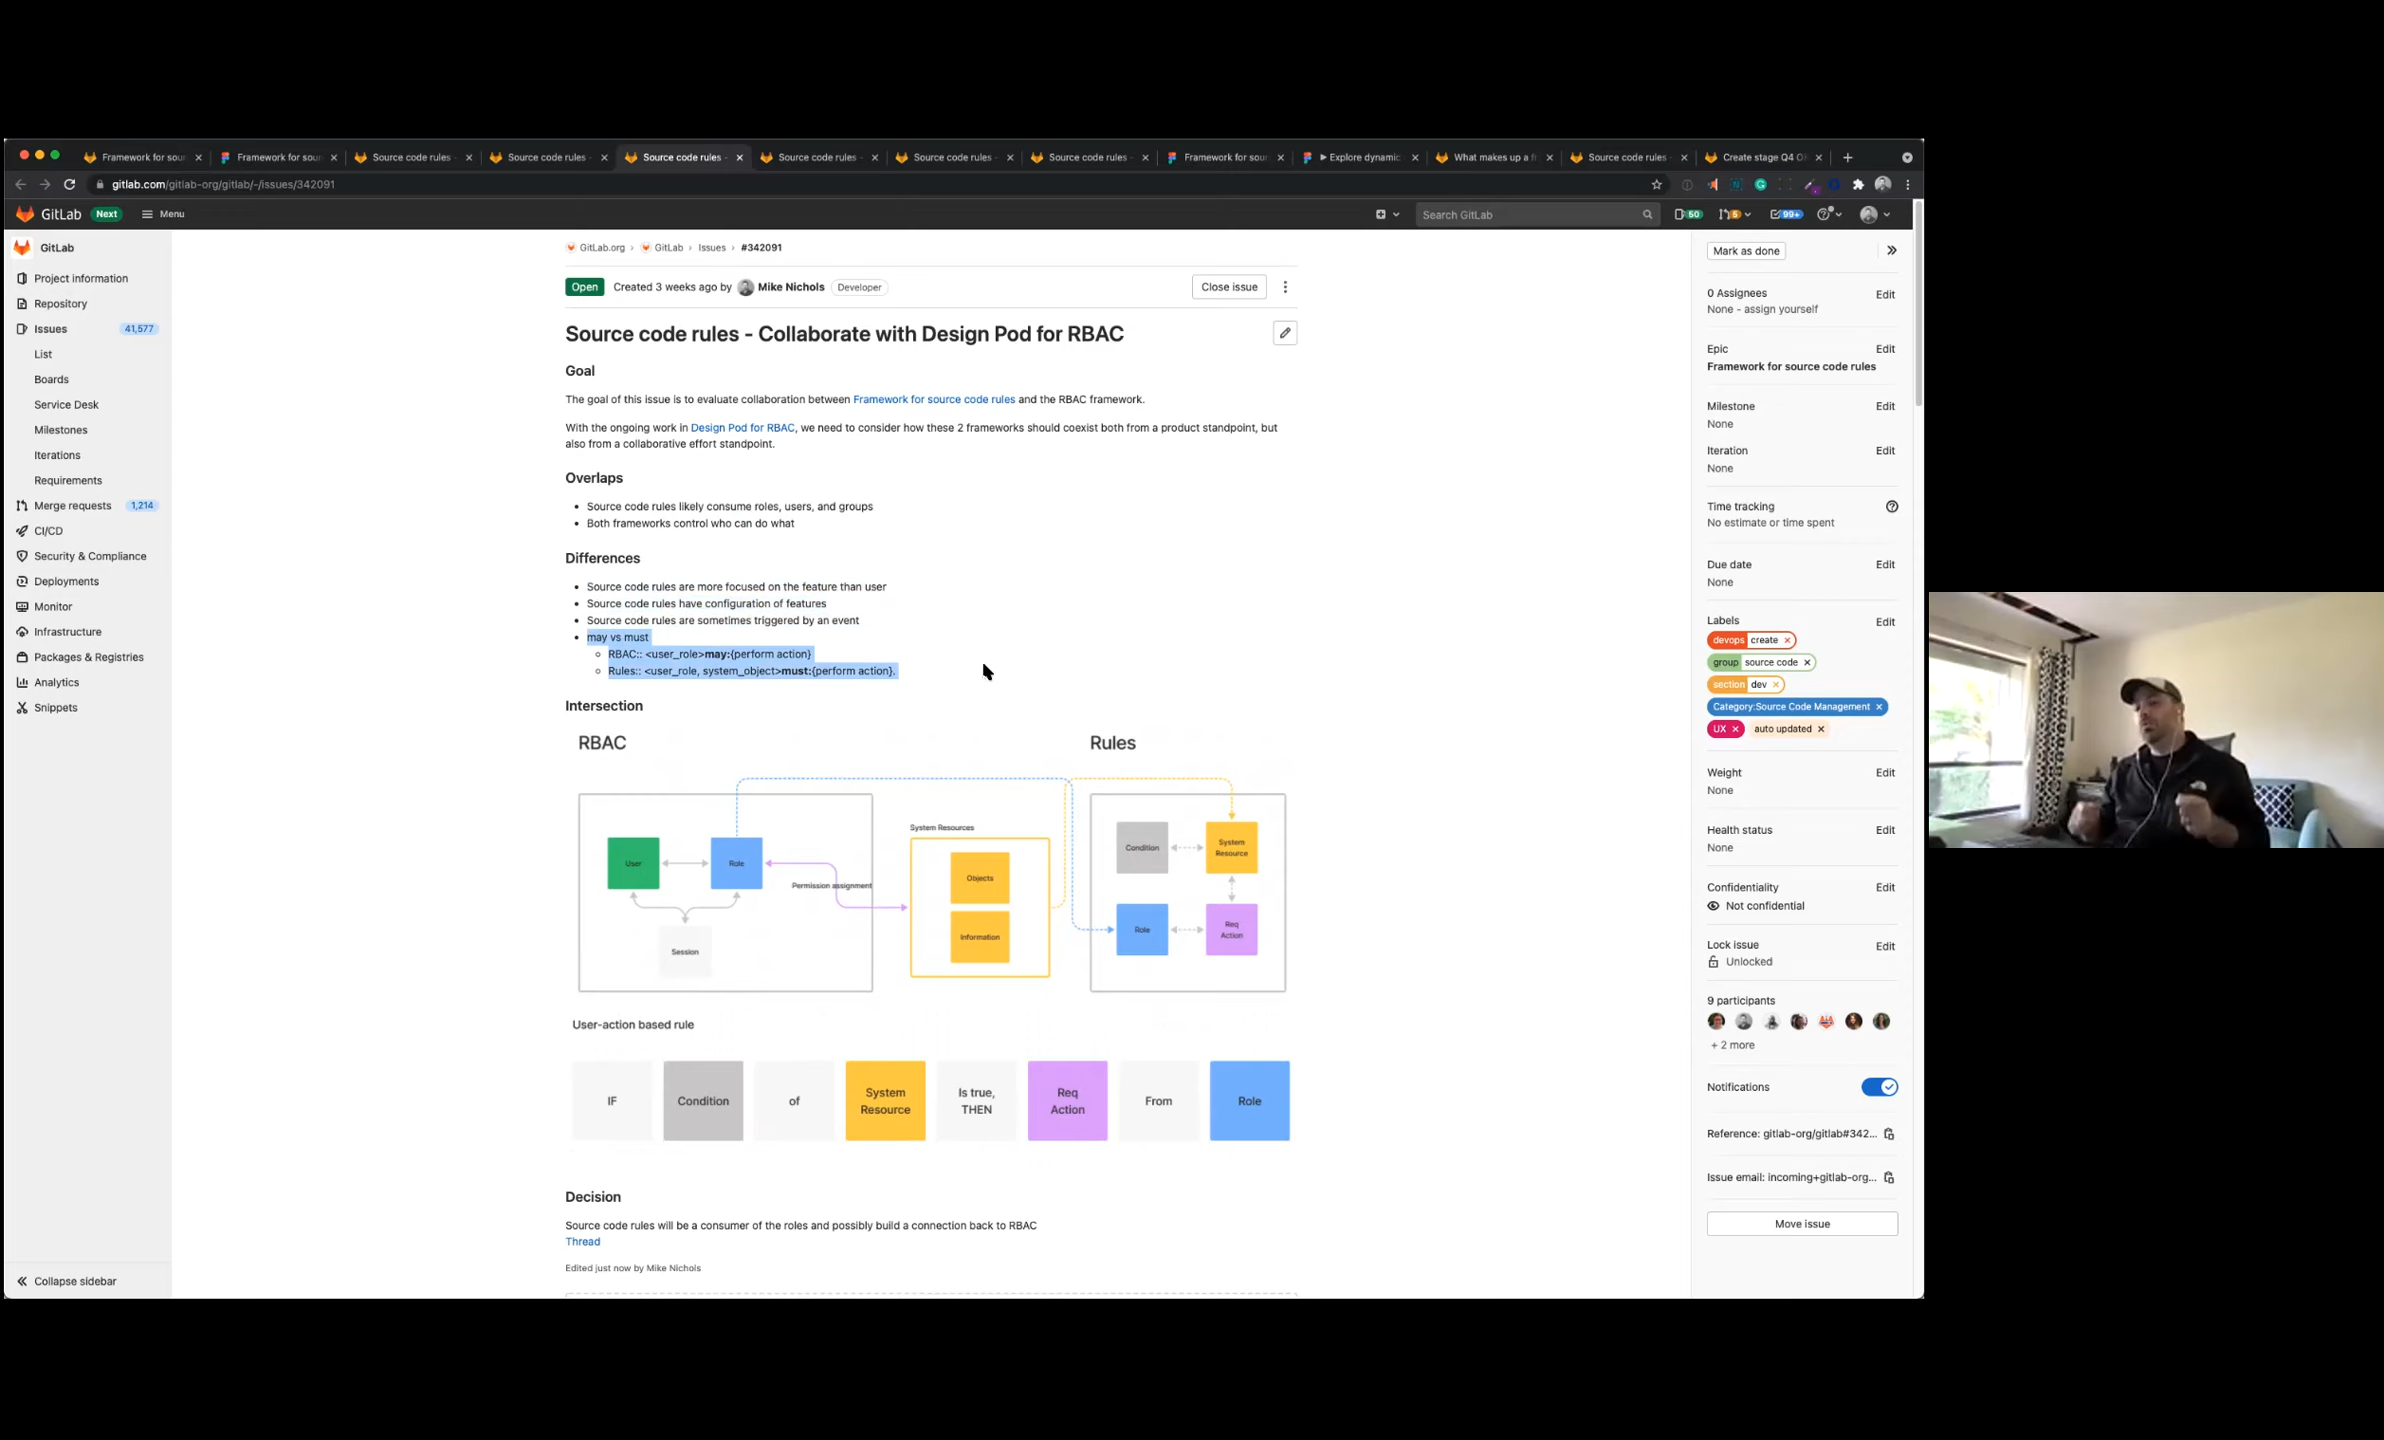 Framework for sour
Framework for sour
Source code rules -
Source code rules -
Source code rules -
Source code rules -
Source code rules -
Source code rules -
Framework for sour
Explore dynamic
What makes up a fr
Source code rules
Create stage Q4 O
gitlab.com/gitlab-org/gitlab/-/issues/342091
GitLab Next Menu
Search GitLab
50
5
99+
GitLab
Project information
Repository
Issues 41,577
List
Boards
Service Desk
Milestones
Iterations
Requirements
Merge requests 1,214
CI/CD
Security & Compliance
Deployments
Monitor
Infrastructure
Packages & Registries
Analytics
Snippets
Collapse sidebar
GitLab.org › GitLab › Issues › #342091
Open Created 3 weeks ago by Mike Nichols Developer
Close issue
Source code rules - Collaborate with Design Pod for RBAC
Goal
The goal of this issue is to evaluate collaboration between Framework for source code rules and the RBAC framework.
With the ongoing work in Design Pod for RBAC, we need to consider how these 2 frameworks should coexist both from a product standpoint, but
also from a collaborative effort standpoint.
Overlaps
• Source code rules likely consume roles, users, and groups
• Both frameworks control who can do what
Differences
• Source code rules are more focused on the feature than user
• Source code rules have configuration of features
• Source code rules are sometimes triggered by an event
• may vs must
◦ RBAC:: <user_role>may:{perform action}
◦ Rules:: <user_role, system_object>must:{perform action}.
Intersection
RBAC
Rules
User
Role
Session
Permission assignment
System Resources
Objects
Information
Condition
System
Resource
Role
Req
Action
User-action based rule
IF
Condition
of
System
Resource
Is true,
THEN
Req
Action
From
Role
Decision
Source code rules will be a consumer of the roles and possibly build a connection back to RBAC
Thread
Edited just now by Mike Nichols
Mark as done
0 Assignees Edit
None - assign yourself
Epic Edit
Framework for source code rules
Milestone Edit
None
Iteration Edit
None
Time tracking
No estimate or time spent
Due date Edit
None
Labels Edit
devops create
group source code
section dev
Category:Source Code Management
UX auto updated
Weight Edit
None
Health status Edit
None
Confidentiality Edit
Not confidential
Lock issue Edit
Unlocked
9 participants
+ 2 more
Notifications
Reference: gitlab-org/gitlab#342...
Issue email: incoming+gitlab-org...
Move issue